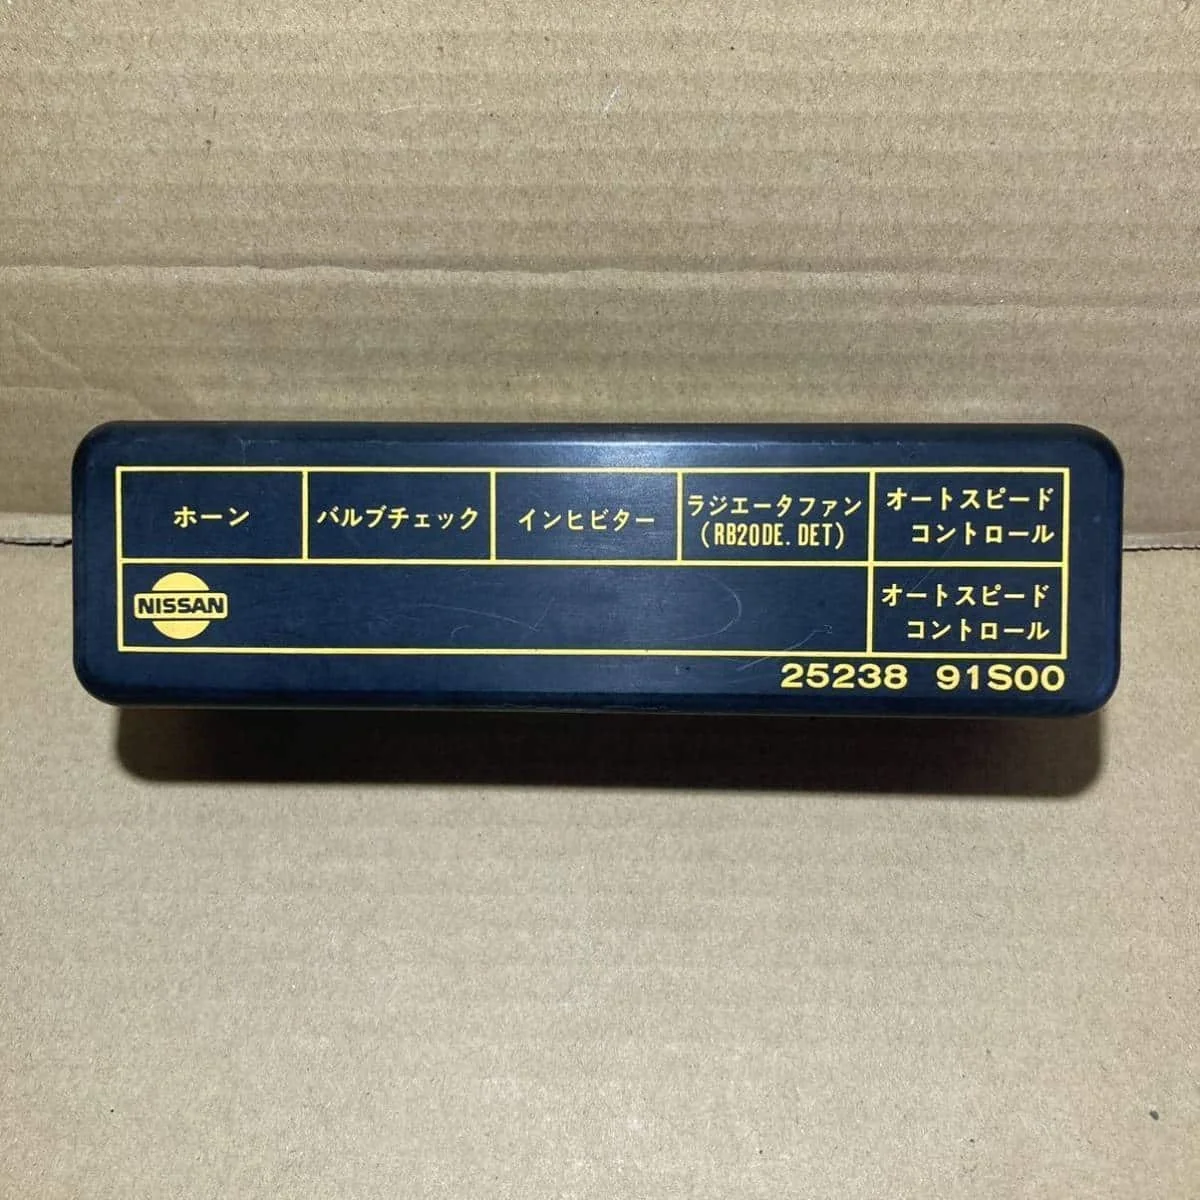 ホーン
バルブチェック
インヒビター
ラジエータファン
(RB20DE. DET)
オートスピード
コントロール
NISSAN
オートスピード
コントロール
25238 91S00